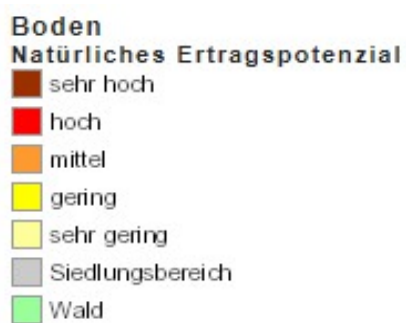 Boden
Natürliches Ertragspotenzial
sehr hoch
hoch
mittel
gering
sehr gering
Siedlungsbereich
Wald